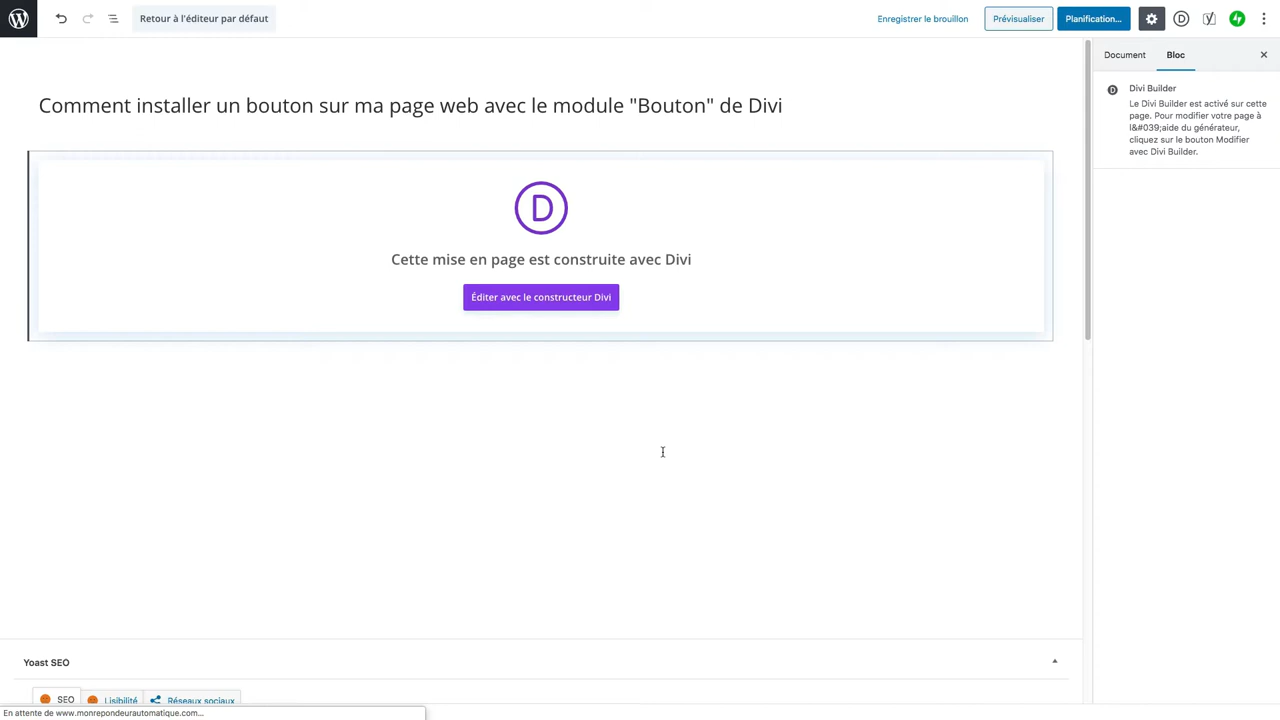 Retour à l'éditeur par défaut
Enregistrer le brouillon
Prévisualiser
Planification...
Document
Bloc
Divi Builder
Le Divi Builder est activé sur cette
page. Pour modifier votre page à
l&#039;aide du générateur,
cliquez sur le bouton Modifier
avec Divi Builder.
Comment installer un bouton sur ma page web avec le module "Bouton" de Divi
D
Cette mise en page est construite avec Divi
Éditer avec le constructeur Divi
Yoast SEO
SEO
Lisibilité
Réseaux sociaux
En attente de www.monrepondeurautomatique.com...